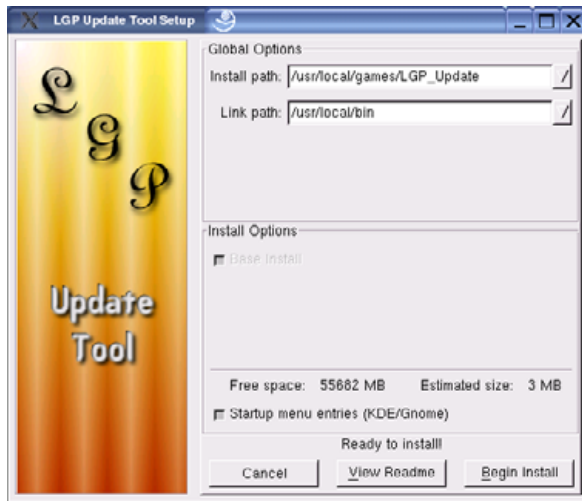 LGP Update Tool Setup
L
G
P
Update
Tool
Global Options
Install path: /usr/local/games/LGP_Update /
Link path: /usr/local/bin /
Install Options
Base Install
Free space: 55682 MB Estimated size: 3 MB
Startup menu entries (KDE/Gnome)
Ready to install!!
Cancel View Readme Begin Install